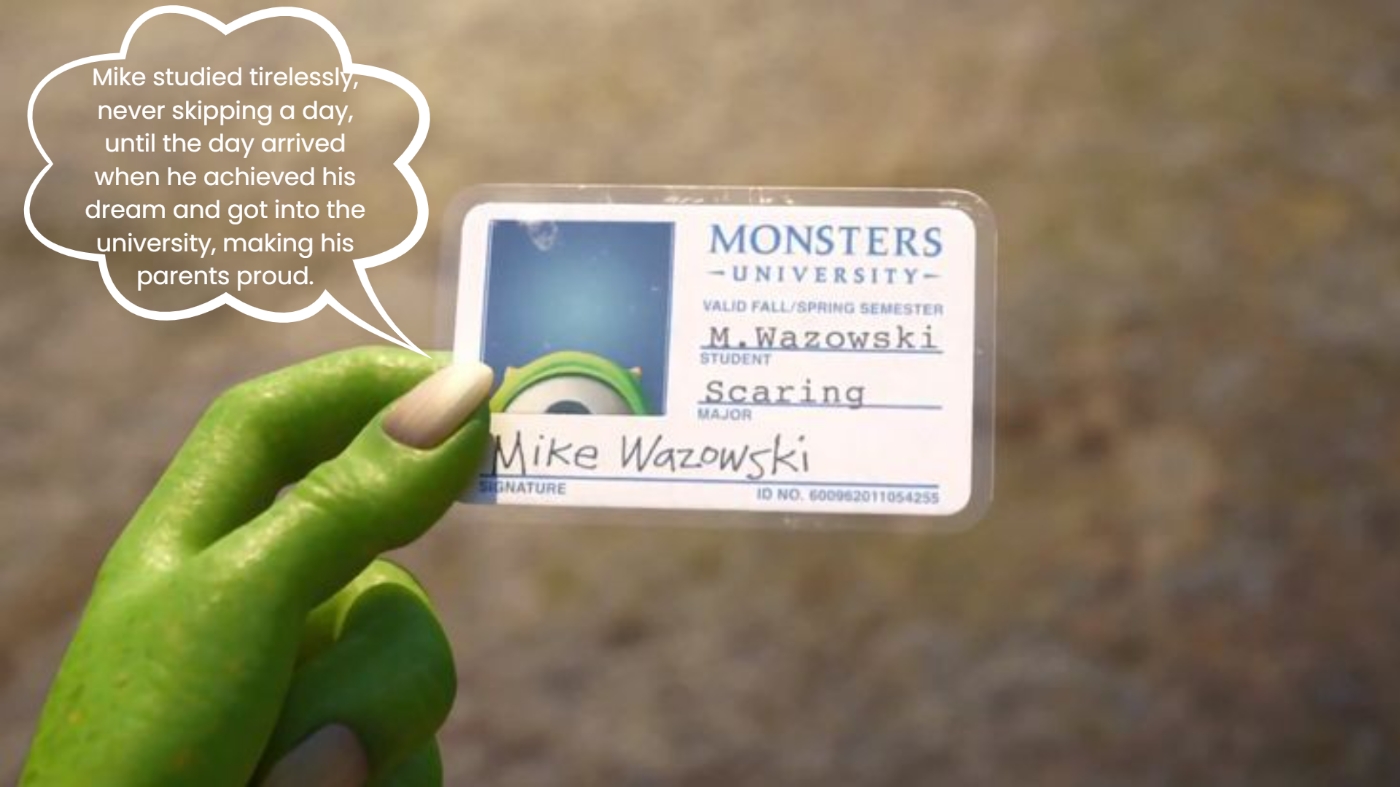 Mike studied tirelessly,
never skipping a day,
until the day arrived
when he achieved his
dream and got into the
university, making his
parents proud.
MONSTERS
-UNIVERSITY-
VALID FALL/SPRING SEMESTER
M.Wazowski
STUDENT
Scaring
MAJOR
Mike Wazowski
SIGNATURE
ID NO. 600962011054255